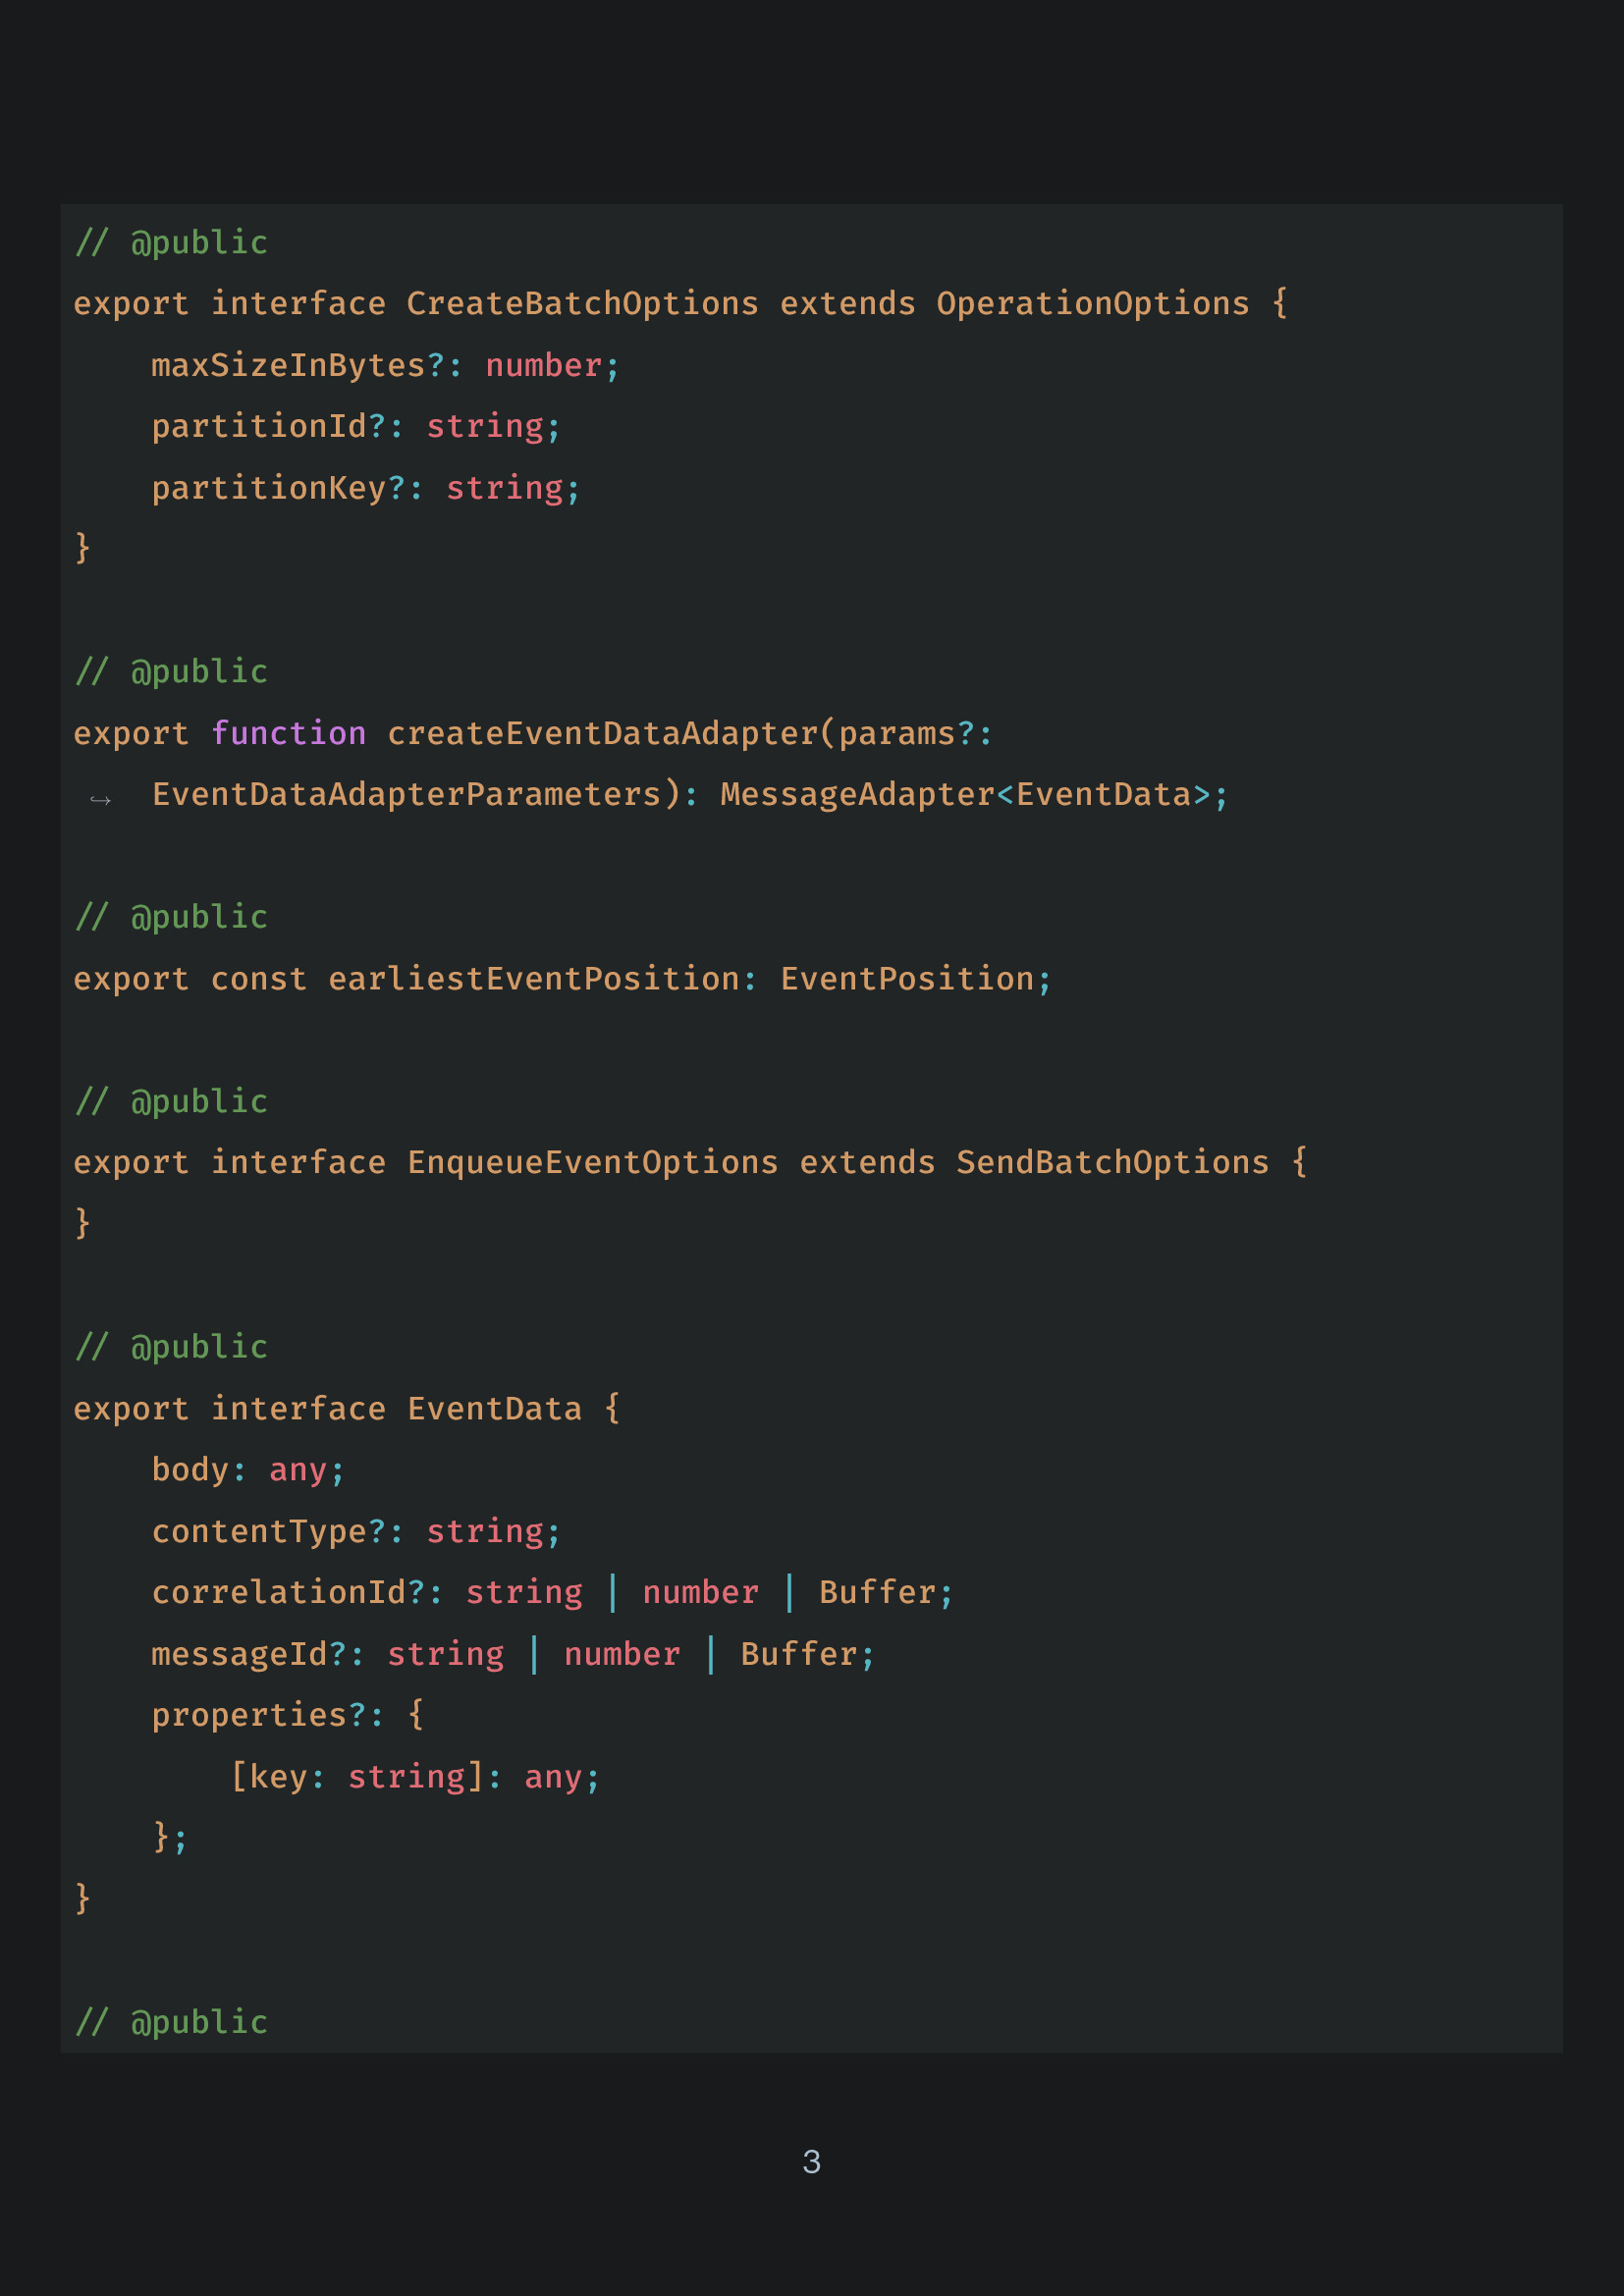 // @public
export interface CreateBatchOptions extends OperationOptions {
    maxSizeInBytes?: number;
    partitionId?: string;
    partitionKey?: string;
}

// @public
export function createEventDataAdapter(params?:
↪  EventDataAdapterParameters): MessageAdapter<EventData>;

// @public
export const earliestEventPosition: EventPosition;

// @public
export interface EnqueueEventOptions extends SendBatchOptions {
}

// @public
export interface EventData {
    body: any;
    contentType?: string;
    correlationId?: string | number | Buffer;
    messageId?: string | number | Buffer;
    properties?: {
        [key: string]: any;
    };
}

// @public
3